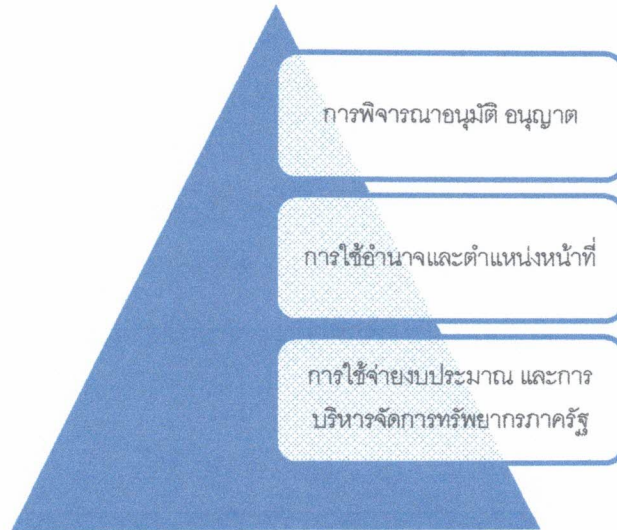 การพิจารณาอนุมัติ อนุญาต
การใช้อำนาจและตำแหน่งหน้าที่
การใช้จ่ายงบประมาณ และการ
บริหารจัดการทรัพยากรภาครัฐ